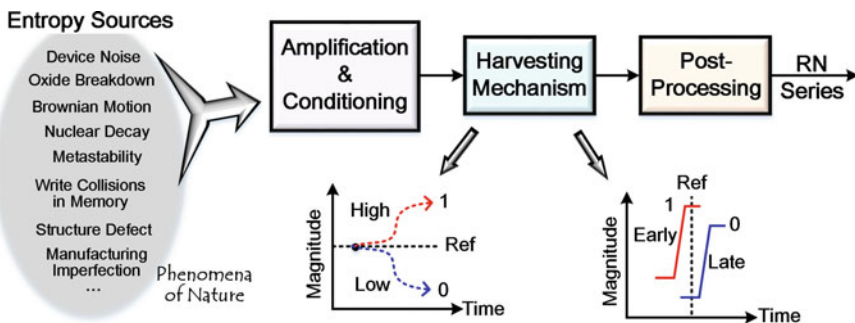 Entropy Sources
Device Noise
Oxide Breakdown
Brownian Motion
Nuclear Decay
Metastability
Write Collisions
in Memory
Structure Defect
Manufacturing
Imperfection
...
Phenomena
of Nature
Amplification
&
Conditioning
Harvesting
Mechanism
Post-
Processing
RN
Series
Magnitude
High
1
Ref
Low
0
Time
Magnitude
Ref
1
0
Early
Late
Time